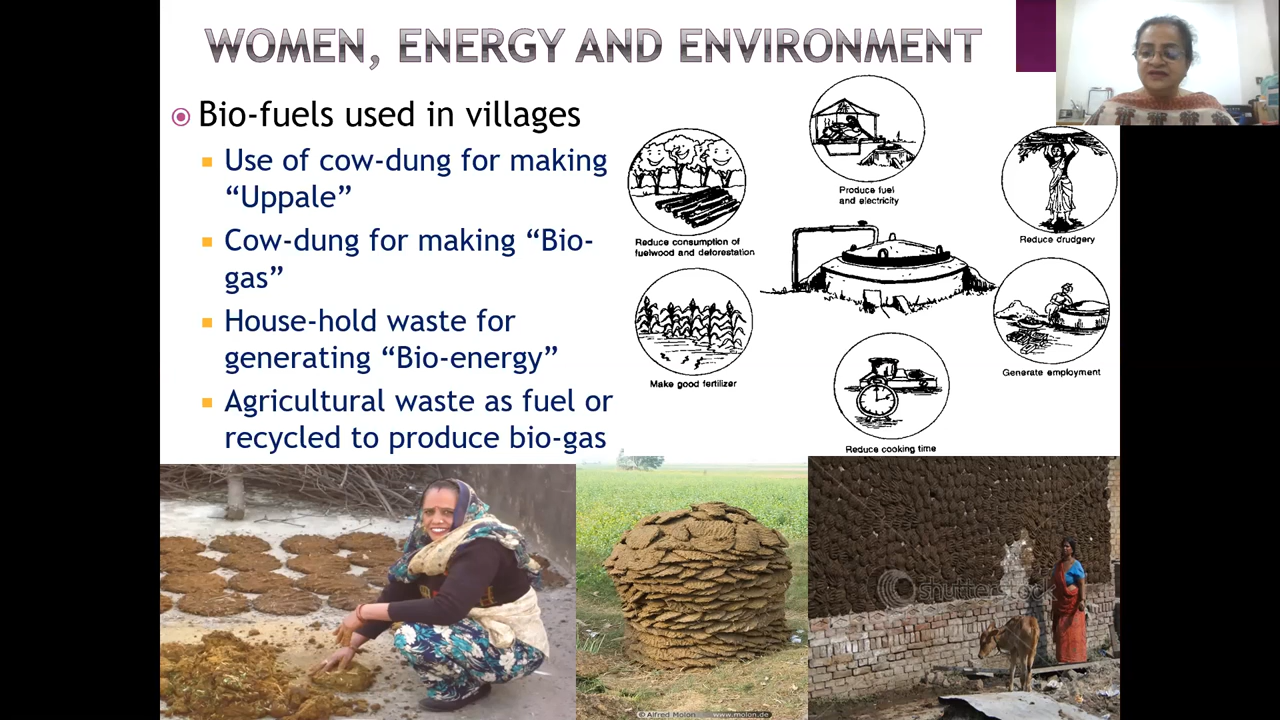 WOMEN, ENERGY AND ENVIRONMENT
Bio-fuels used in villages
Use of cow-dung for making
“Uppale”
Cow-dung for making “Bio-
gas”
House-hold waste for
generating “Bio-energy”
Agricultural waste as fuel or
recycled to produce bio-gas
Produce fuel
and electricity
Reduce consumption of
fuelwood and deforestation
Reduce drudgery
Make good fertilizer
Generate employment
Reduce cooking time
© Alfred Molon www.molon.de
shutterstock